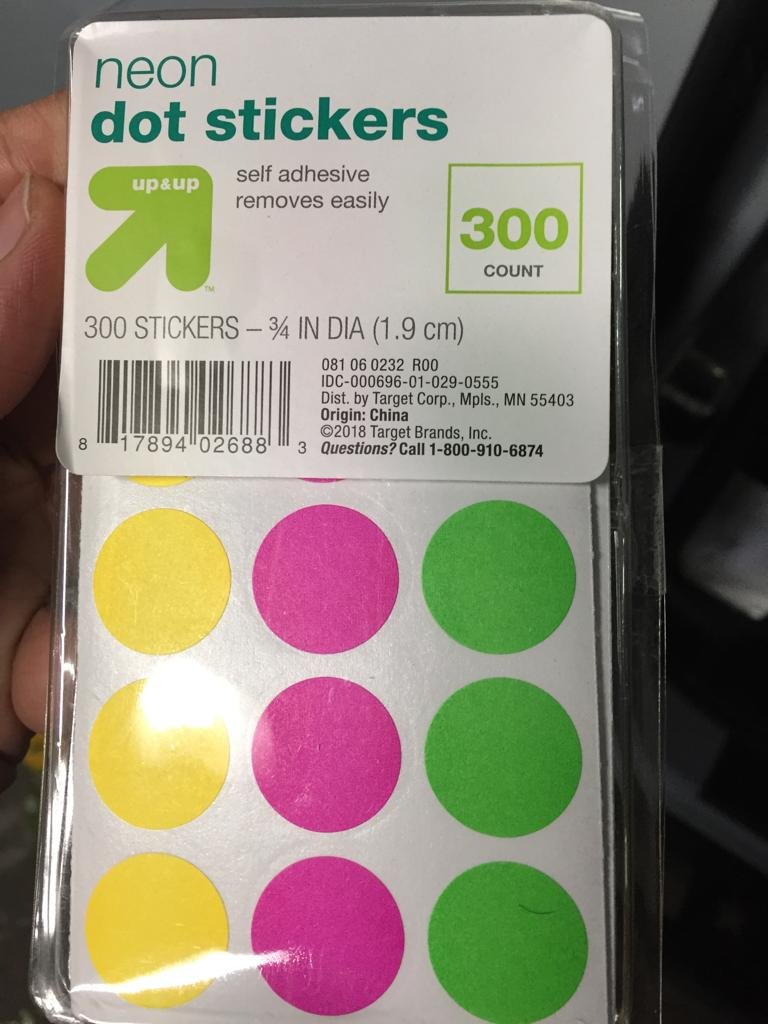 neon
dot stickers
up&up
™
self adhesive
removes easily
300
COUNT
300 STICKERS – ¾ IN DIA (1.9 cm)
8 17894 02688 3
081 06 0232 R00
IDC-000696-01-029-0555
Dist. by Target Corp., Mpls., MN 55403
Origin: China
©2018 Target Brands, Inc.
Questions? Call 1-800-910-6874